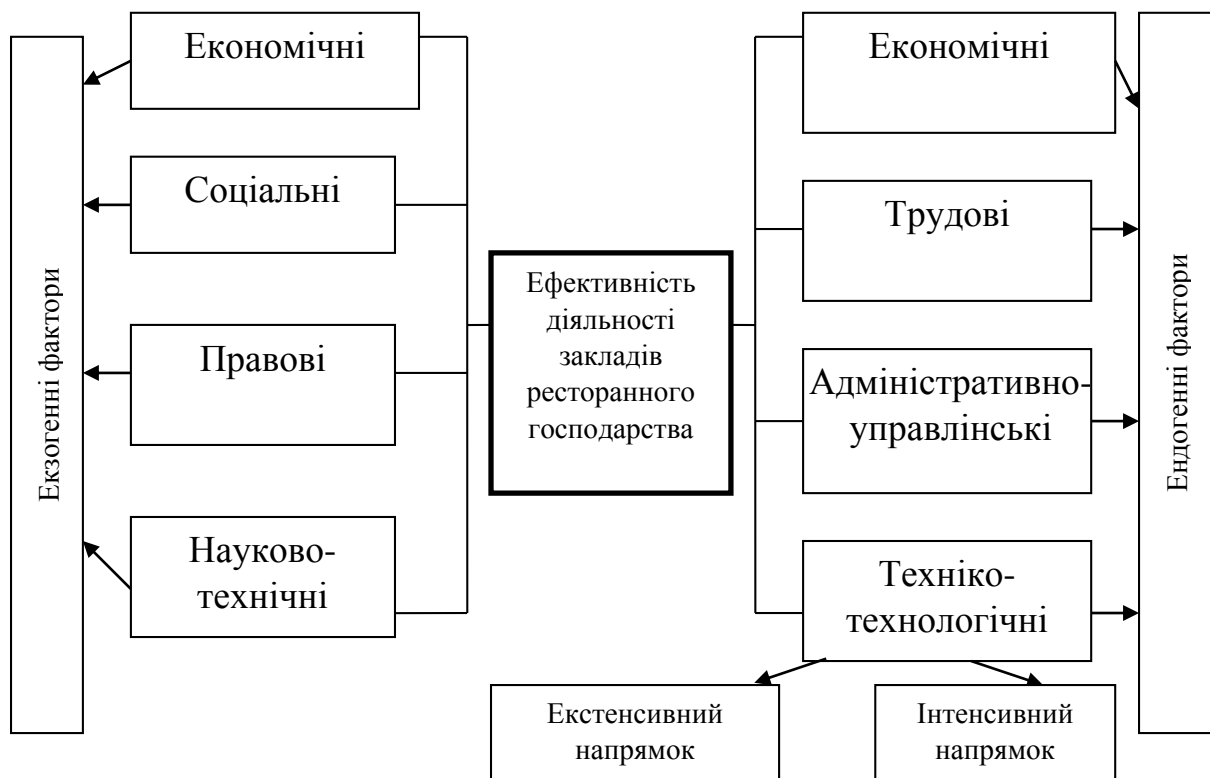 Екзогенні фактори
Економічні
Соціальні
Правові
Науково-
технічні
Ефективність
діяльності
закладів
ресторанного
господарства
Економічні
Трудові
Адміністративно-
управлінські
Техніко-
технологічні
Ендогенні фактори
Екстенсивний
напрямок
Інтенсивний
напрямок